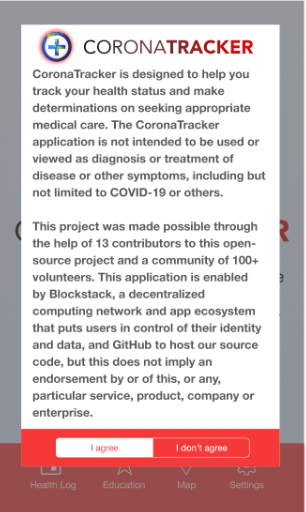 CORONATRACKER
CoronaTracker is designed to help you
track your health status and make
determinations on seeking appropriate
medical care. The CoronaTracker
application is not intended to be used or
viewed as diagnosis or treatment of
disease or other symptoms, including but
not limited to COVID-19 or others.
This project was made possible through
the help of 13 contributors to this open-
source project and a community of 100+
volunteers. This application is enabled
by Blockstack, a decentralized
computing network and app ecosystem
that puts users in control of their identity
and data, and GitHub to host our source
code, but this does not imply an
endorsement by or of this, or any,
particular service, product, company or
enterprise.
I agree I don't agree
Health Log Education Map Settings